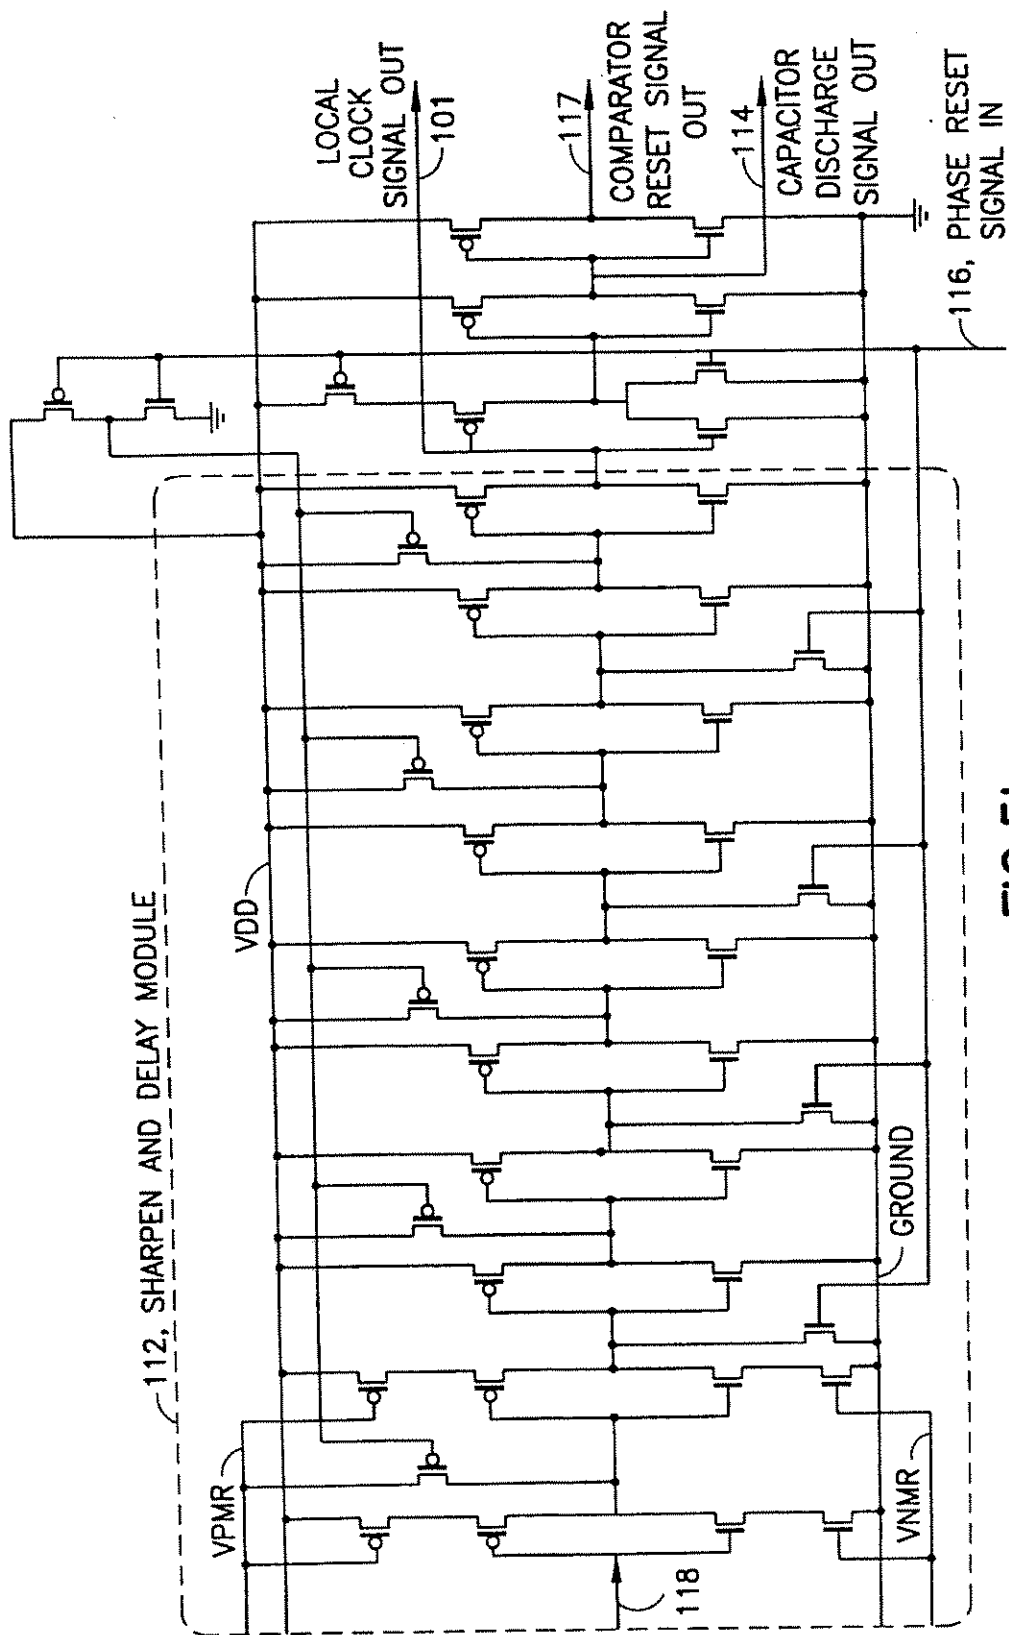 112, SHARPEN AND DELAY MODULE
VPMR
VDD
118
VNMR
GROUND
LOCAL
CLOCK
SIGNAL OUT
101
117
COMPARATOR
RESET SIGNAL
OUT
114
CAPACITOR
DISCHARGE
SIGNAL OUT
116, PHASE RESET
SIGNAL IN